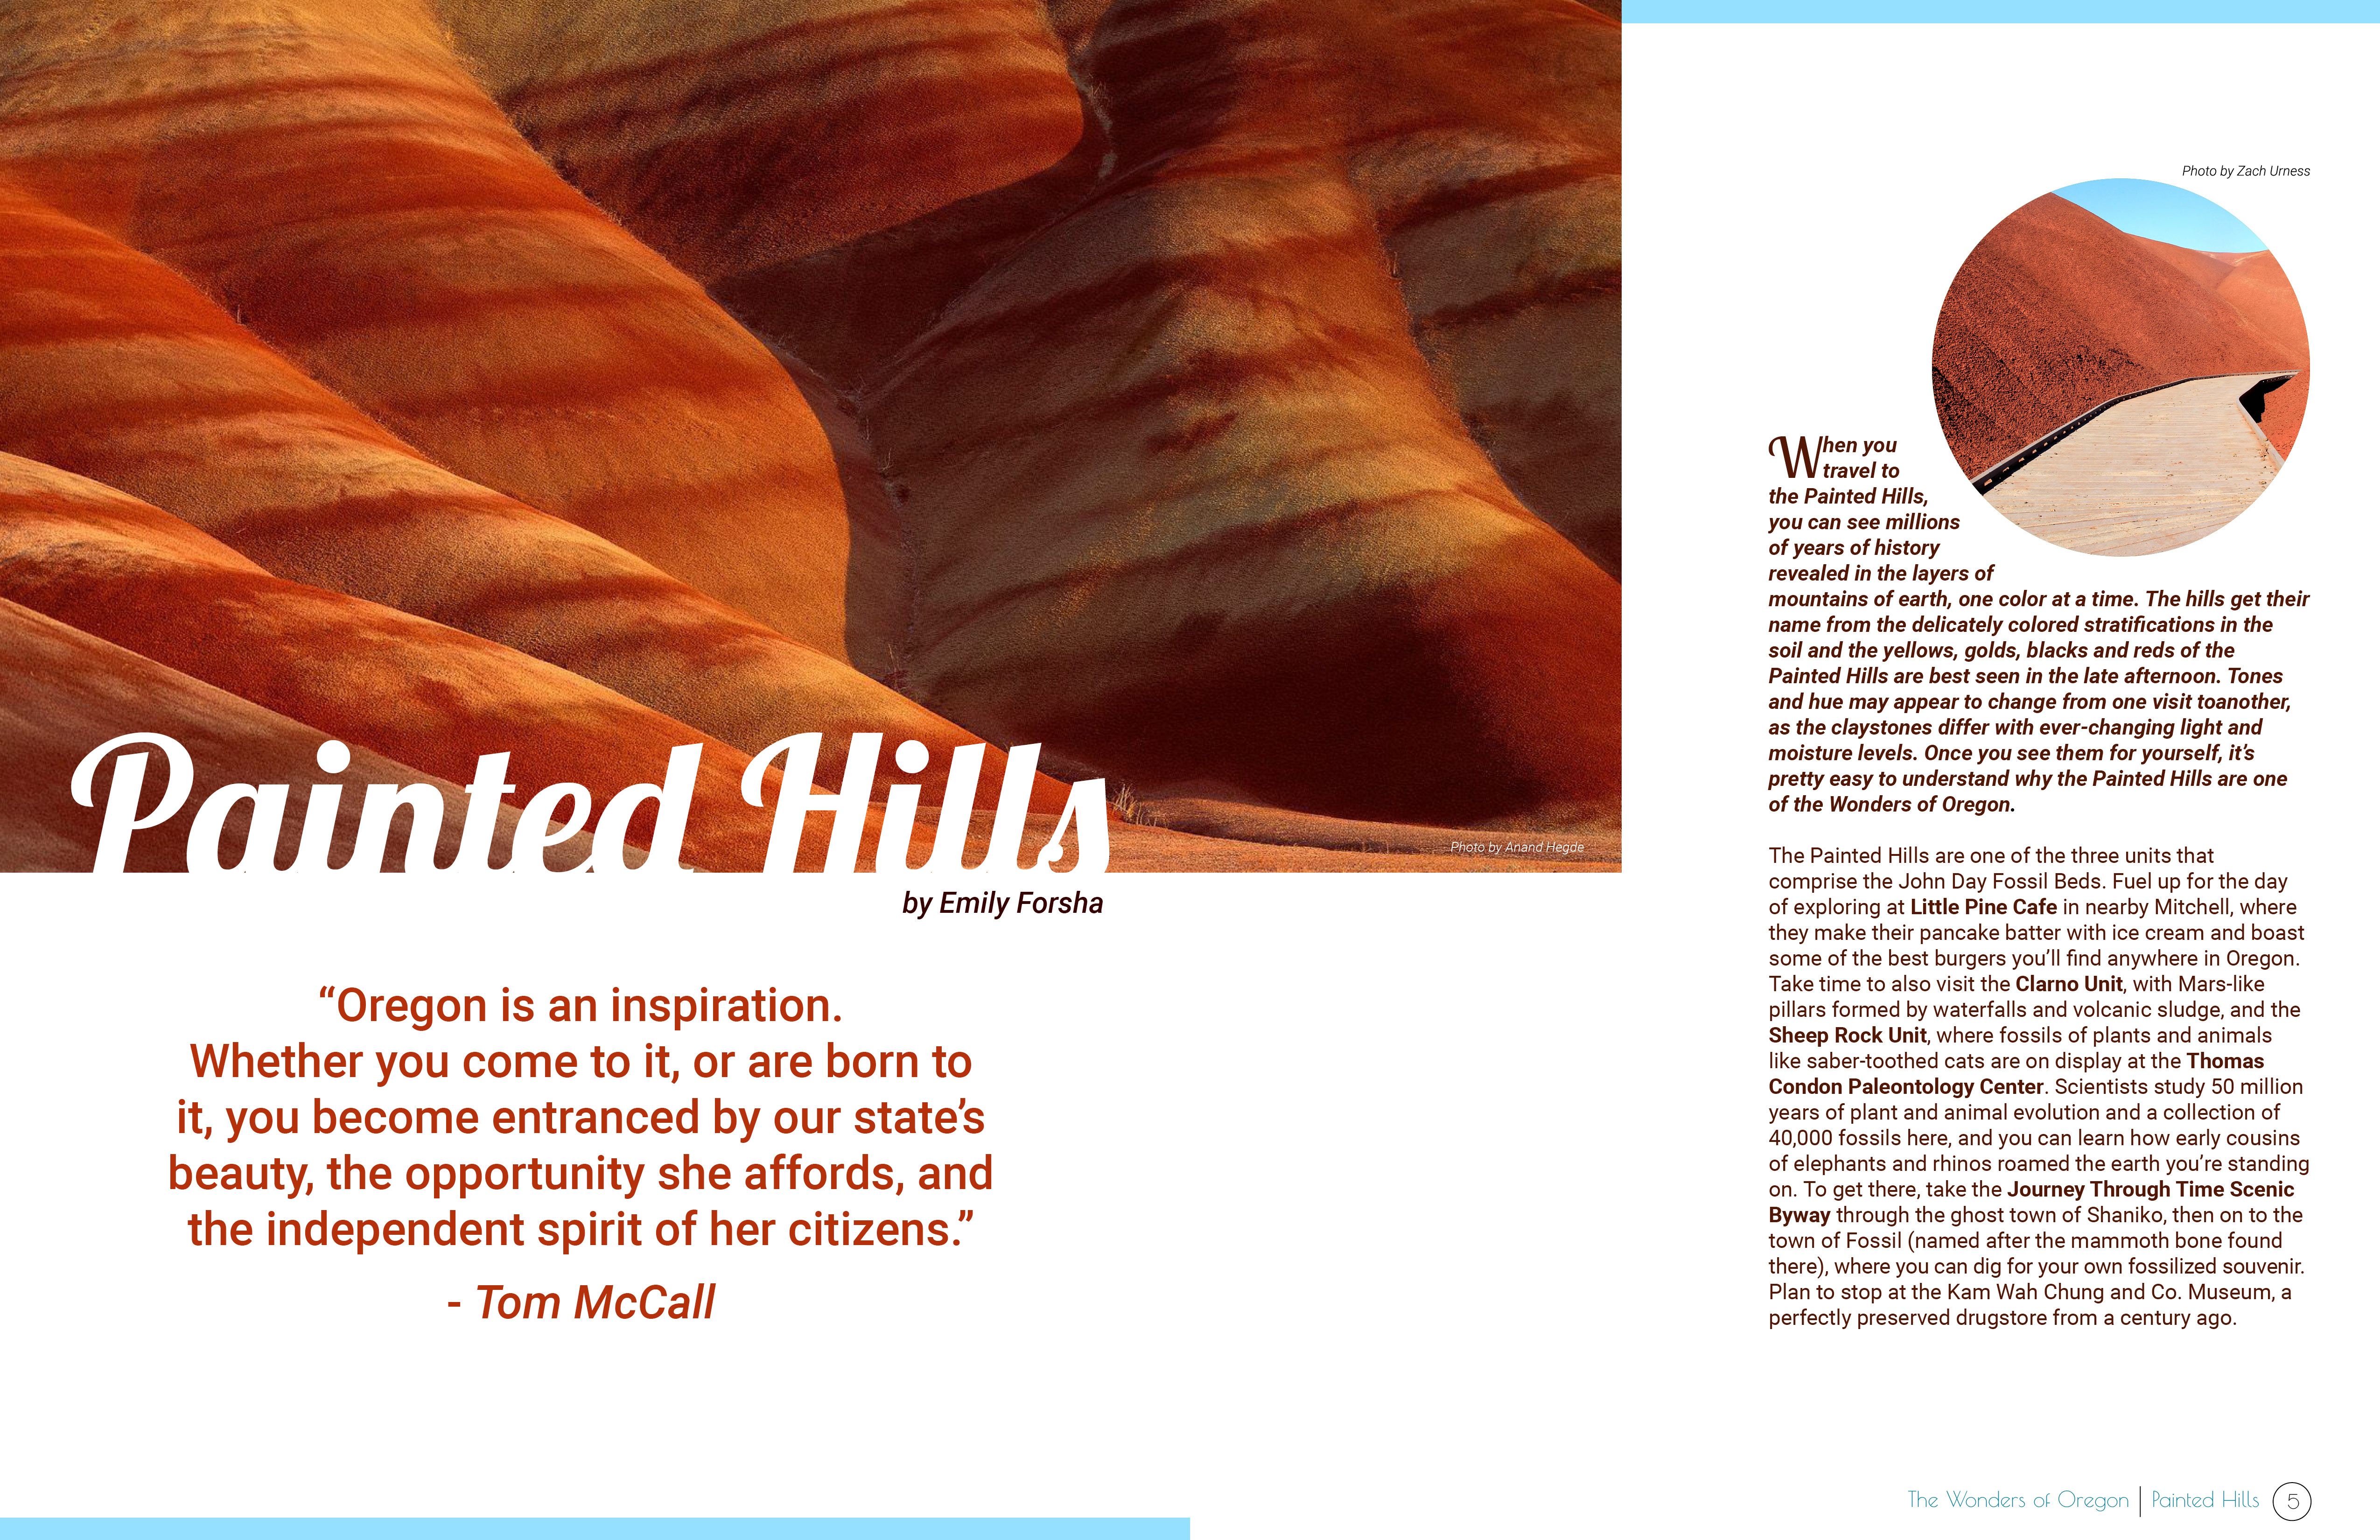 Painted Hills
Photo by Anand Hegde
by Emily Forsha
“Oregon is an inspiration.
Whether you come to it, or are born to
it, you become entranced by our state’s
beauty, the opportunity she affords, and
the independent spirit of her citizens.”
- Tom McCall
Photo by Zach Urness
When you
travel to
the Painted Hills,
you can see millions
of years of history
revealed in the layers of
mountains of earth, one color at a time. The hills get their
name from the delicately colored stratifications in the
soil and the yellows, golds, blacks and reds of the
Painted Hills are best seen in the late afternoon. Tones
and hue may appear to change from one visit toanother,
as the claystones differ with ever-changing light and
moisture levels. Once you see them for yourself, it’s
pretty easy to understand why the Painted Hills are one
of the Wonders of Oregon.
The Painted Hills are one of the three units that
comprise the John Day Fossil Beds. Fuel up for the day
of exploring at Little Pine Cafe in nearby Mitchell, where
they make their pancake batter with ice cream and boast
some of the best burgers you’ll find anywhere in Oregon.
Take time to also visit the Clarno Unit, with Mars-like
pillars formed by waterfalls and volcanic sludge, and the
Sheep Rock Unit, where fossils of plants and animals
like saber-toothed cats are on display at the Thomas
Condon Paleontology Center. Scientists study 50 million
years of plant and animal evolution and a collection of
40,000 fossils here, and you can learn how early cousins
of elephants and rhinos roamed the earth you’re standing
on. To get there, take the Journey Through Time Scenic
Byway through the ghost town of Shaniko, then on to the
town of Fossil (named after the mammoth bone found
there), where you can dig for your own fossilized souvenir.
Plan to stop at the Kam Wah Chung and Co. Museum, a
perfectly preserved drugstore from a century ago.
The Wonders of Oregon | Painted Hills 5